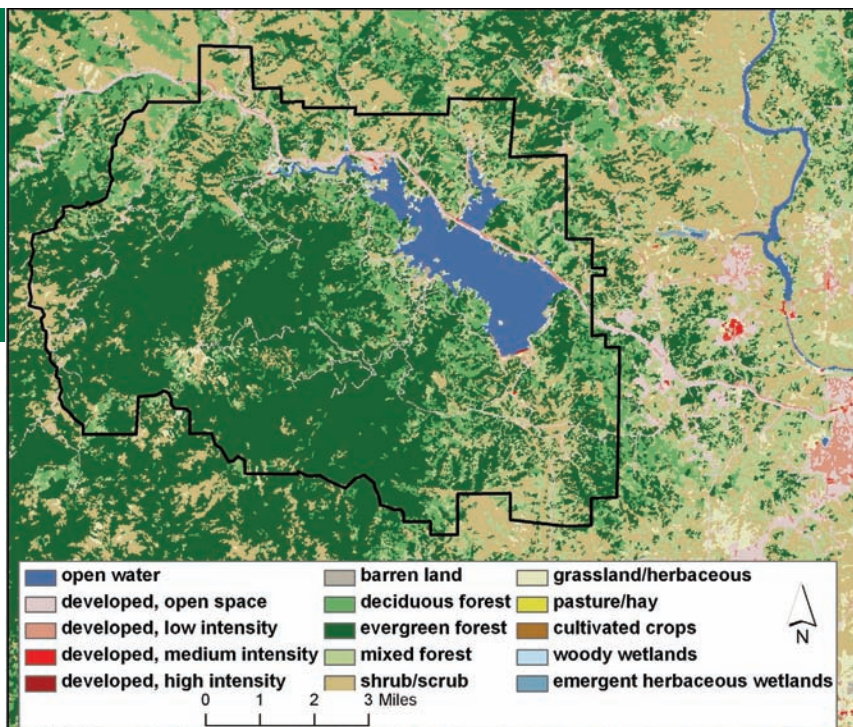 open water
developed, open space
developed, low intensity
developed, medium intensity
developed, high intensity
barren land
deciduous forest
evergreen forest
mixed forest
shrub/scrub
grassland/herbaceous
pasture/hay
cultivated crops
woody wetlands
emergent herbaceous wetlands
0 1 2 3 Miles
N